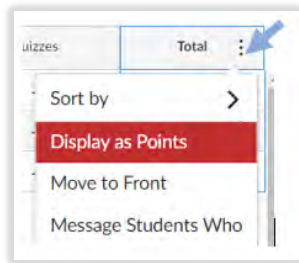 uizzes Total
Sort by
Display as Points
Move to Front
Message Students Who